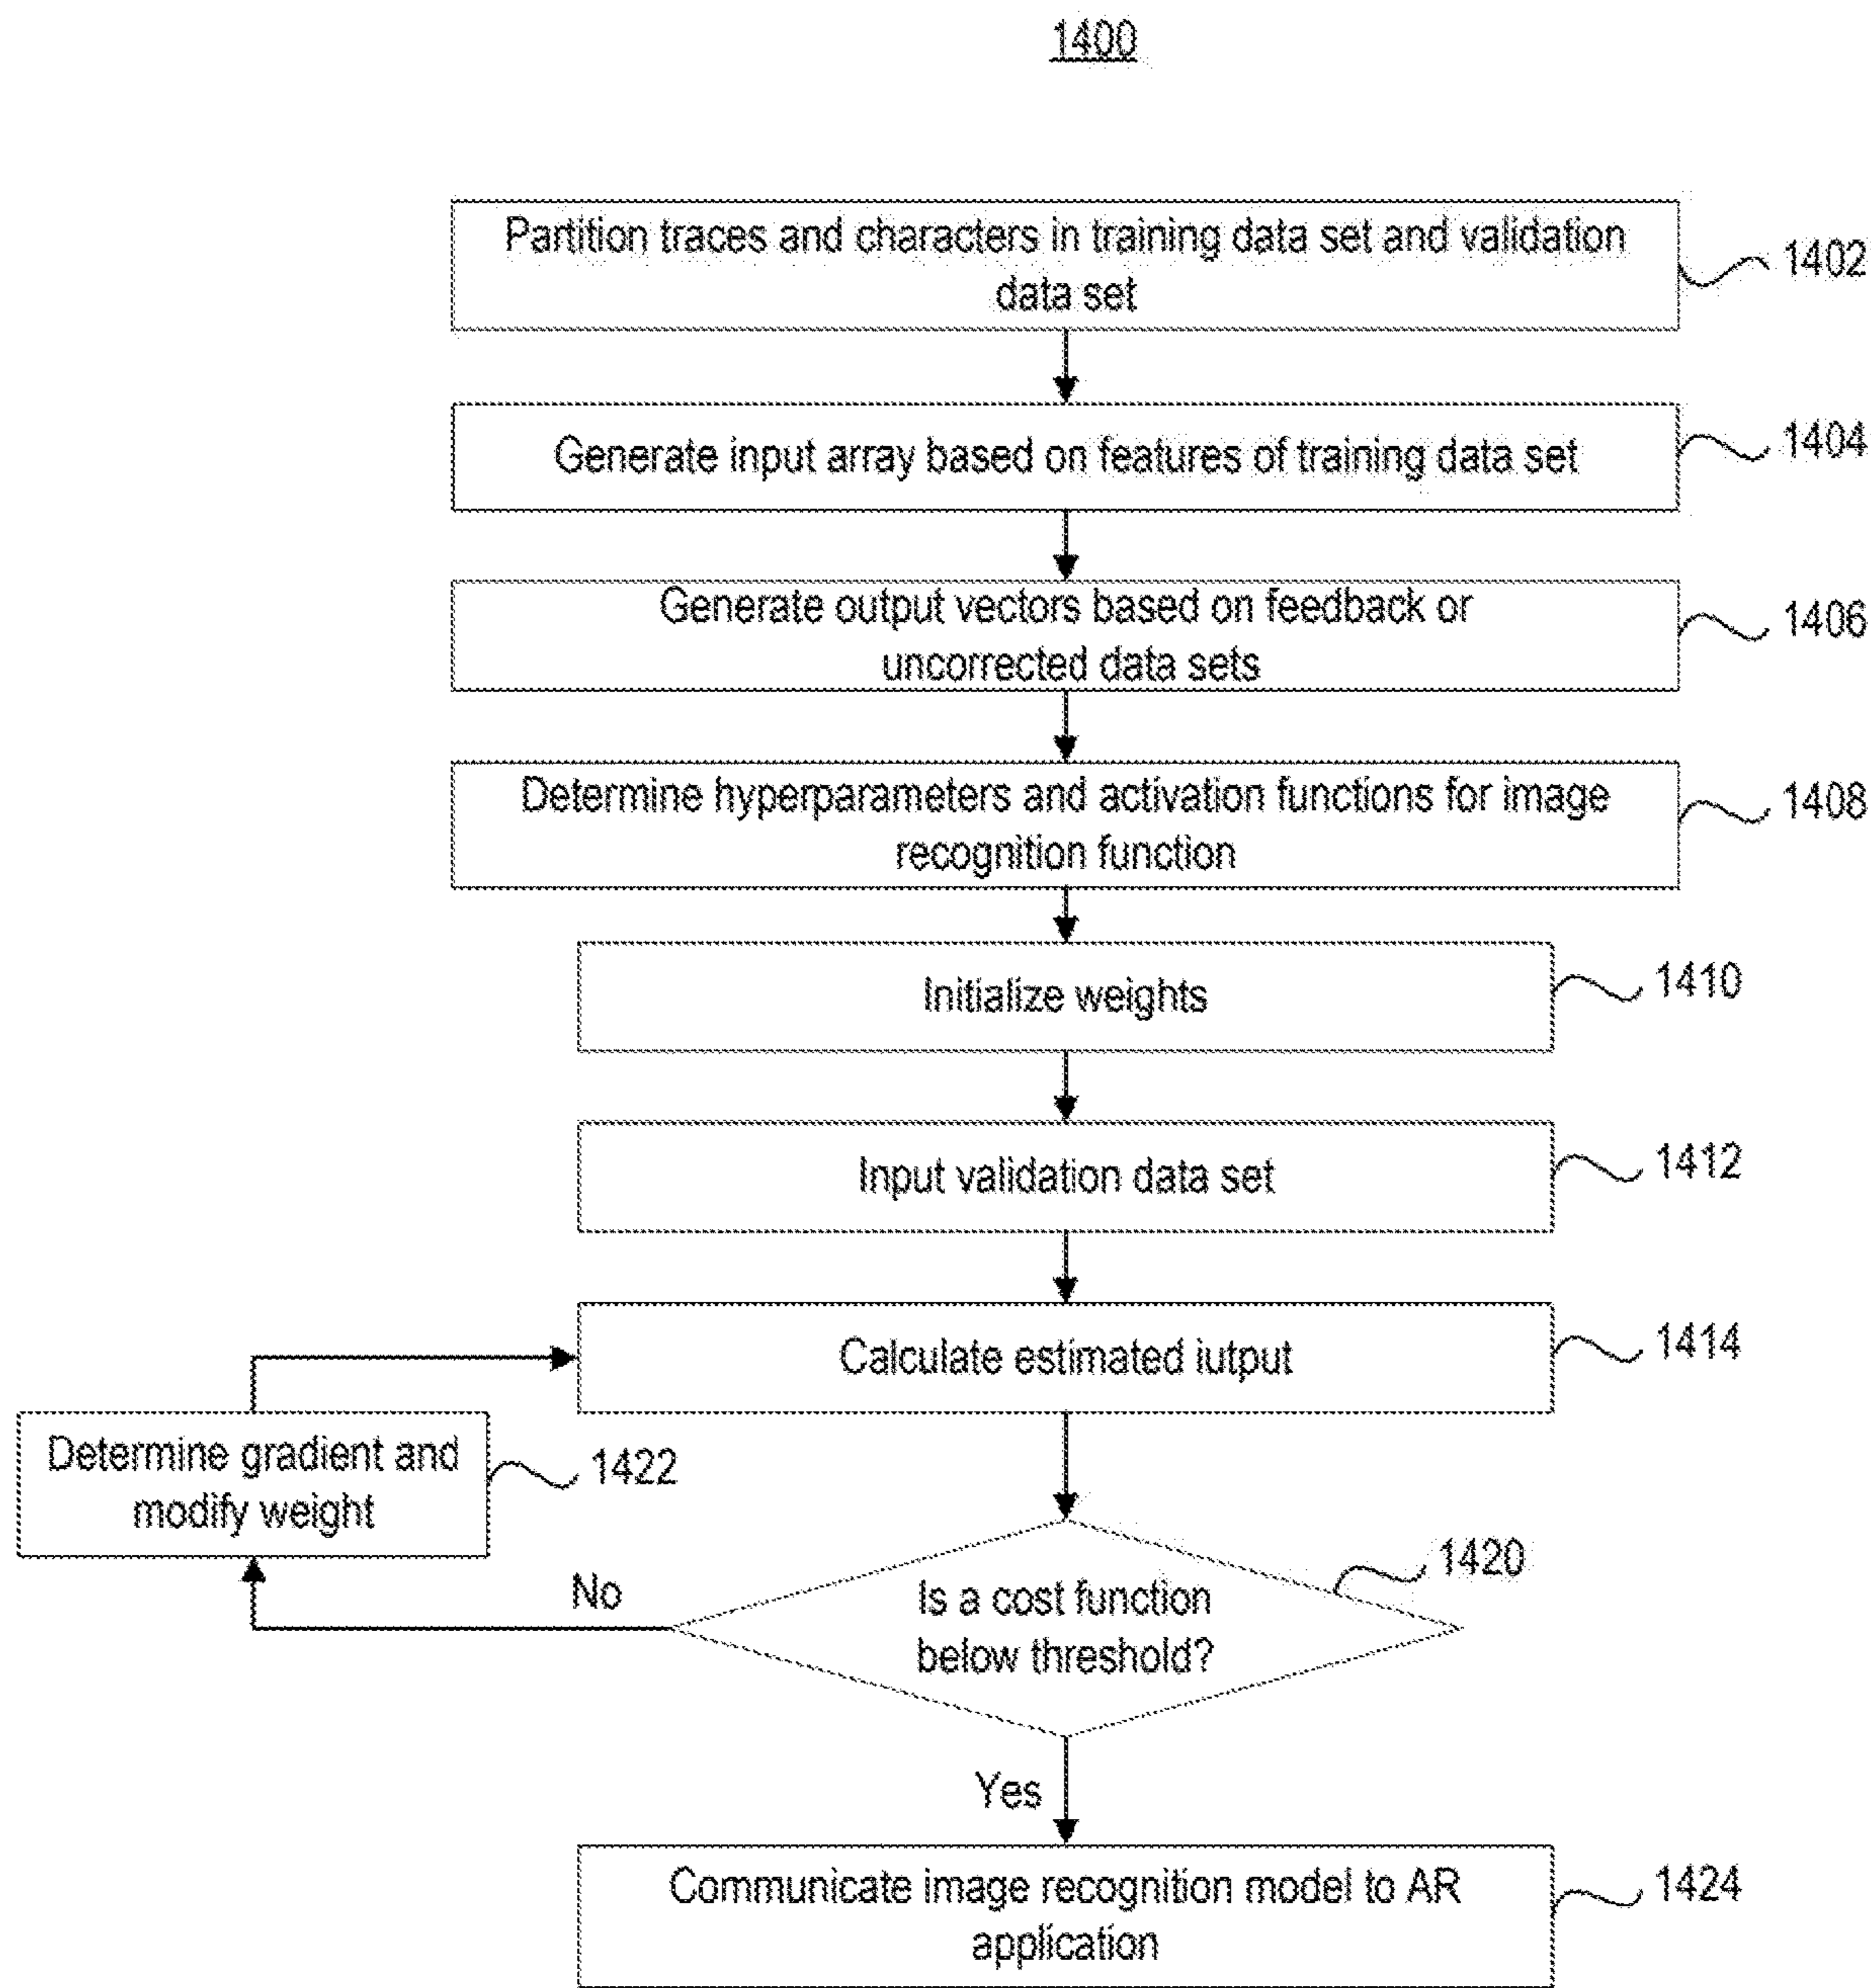 1400
Partition traces and characters in training data set and validation
data set
1402
Generate input array based on features of training data set
1404
Generate output vectors based on feedback or
uncorrected data sets
1406
Determine hyperparameters and activation functions for image
recognition function
1408
Initialize weights
1410
Input validation data set
1412
Calculate estimated iutput
1414
Determine gradient and
modify weight
1422
No
Is a cost function
below threshold?
1420
Yes
Communicate image recognition model to AR
application
1424